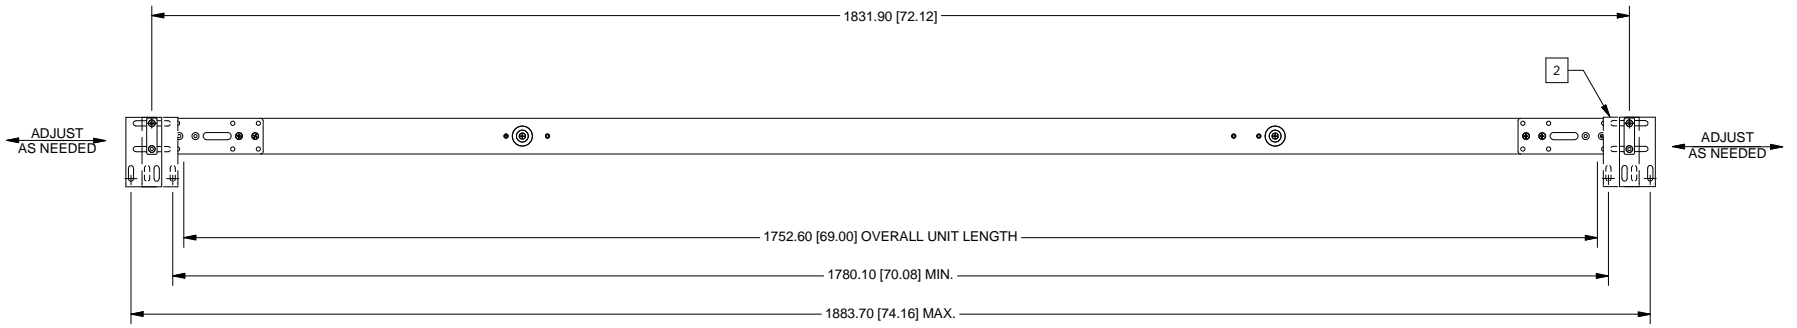 1831.90 [72.12]
2
ADJUST
AS NEEDED
ADJUST
AS NEEDED
1752.60 [69.00] OVERALL UNIT LENGTH
1780.10 [70.08] MIN.
1883.70 [74.16] MAX.